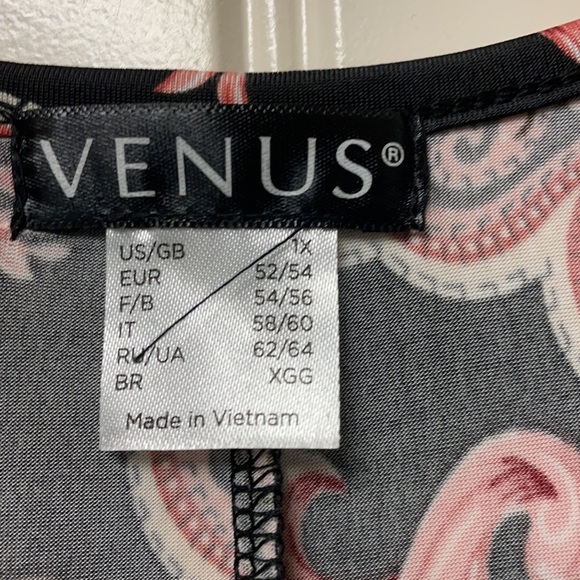 VENUS®
US/GB 1X
EUR 52/54
F/B 54/56
IT 58/60
RU/UA 62/64
BR XGG
Made in Vietnam